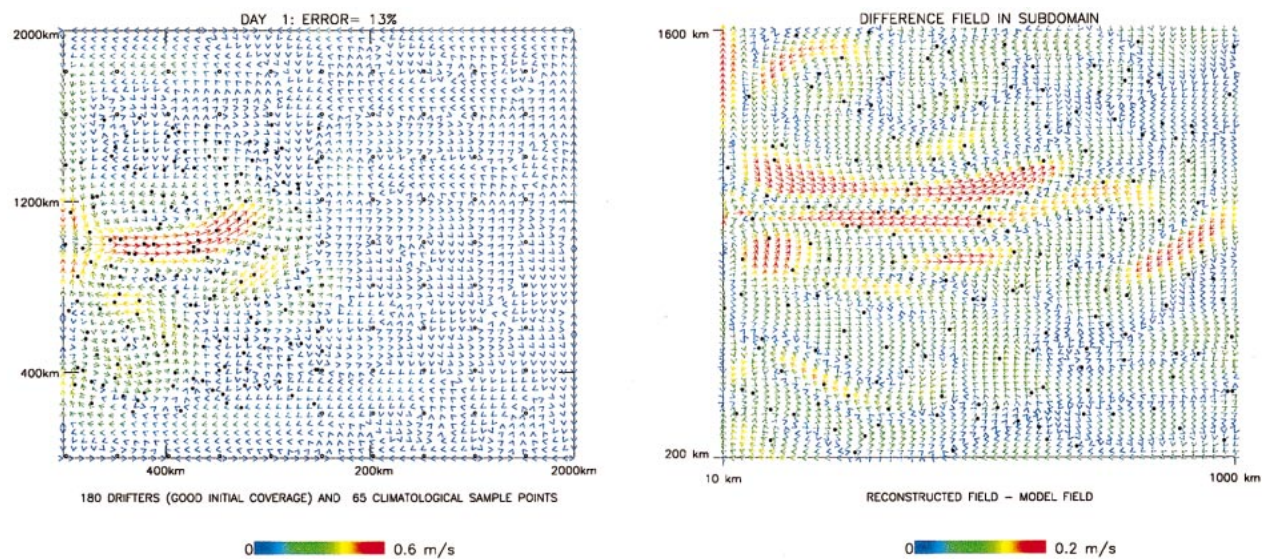 DAY 1: ERROR= 13%
2000km
1200km
400km
400km 200km 2000km
180 DRIFTERS (GOOD INITIAL COVERAGE) AND 65 CLIMATOLOGICAL SAMPLE POINTS
0 0.6 m/s
DIFFERENCE FIELD IN SUBDOMAIN
1600 km
200 km
10 km 1000 km
RECONSTRUCTED FIELD – MODEL FIELD
0 0.2 m/s